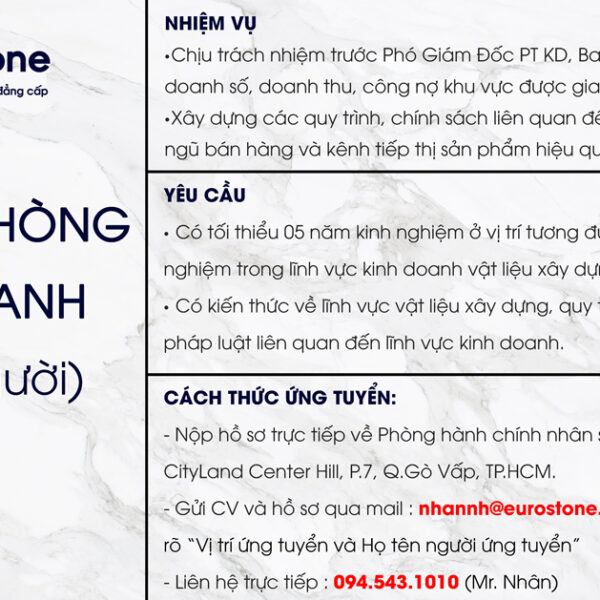 one
đẳng cấp
HÒNG
ANH
ười)
NHIỆM VỤ
•Chịu trách nhiệm trước Phó Giám Đốc PT KD, Ba
doanh số, doanh thu, công nợ khu vực được gia
•Xây dựng các quy trình, chính sách liên quan đế
ngũ bán hàng và kênh tiếp thị sản phẩm hiệu qu
YÊU CẦU
• Có tối thiểu 05 năm kinh nghiệm ở vị trí tương đư
nghiệm trong lĩnh vực kinh doanh vật liệu xây dựn
• Có kiến thức về lĩnh vực vật liệu xây dựng, quy t
pháp luật liên quan đến lĩnh vực kinh doanh.
CÁCH THỨC ỨNG TUYỂN:
- Nộp hồ sơ trực tiếp về Phòng hành chính nhân s
CityLand Center Hill, P.7, Q.Gò Vấp, TP.HCM.
- Gửi CV và hồ sơ qua mail : nhannh@eurostone.
rõ “Vị trí ứng tuyển và Họ tên người ứng tuyển”
- Liên hệ trực tiếp : 094.543.1010 (Mr. Nhân)